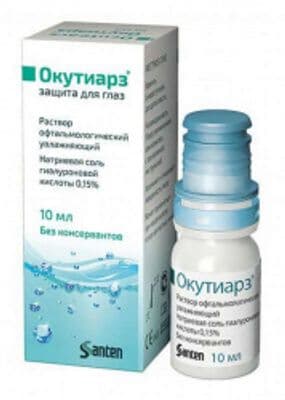 Окутиарз®
защита для глаз
Раствор
офтальмологический
увлажняющий
Натриевая соль
гиалуроновой
кислоты 0,15%
10 мл
Без консервантов
Santen
Окутиарз®
Раствор офтальмологический
увлажняющий
Натриевая соль гиалуроновой
кислоты 0,15%
Без консервантов
Santen 10 мл